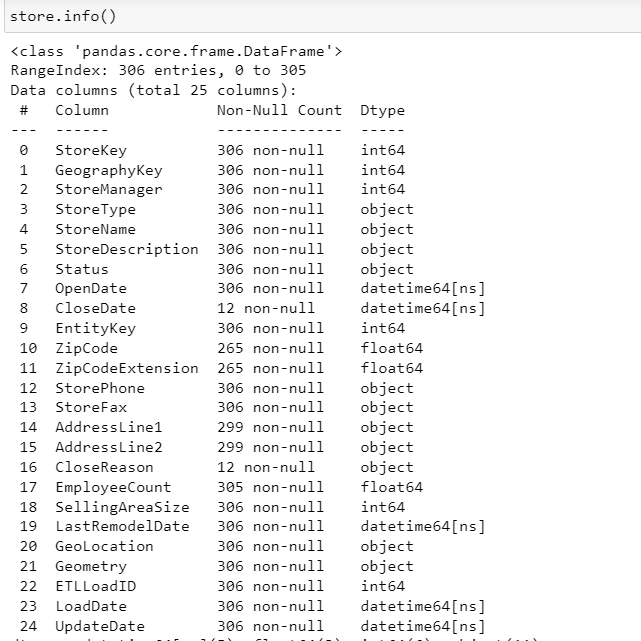 store.info()
<class 'pandas.core.frame.DataFrame'>
RangeIndex: 306 entries, 0 to 305
Data columns (total 25 columns):
 #   Column             Non-Null Count  Dtype
---  ------             --------------  -----
 0   StoreKey           306 non-null    int64
 1   GeographyKey       306 non-null    int64
 2   StoreManager       306 non-null    int64
 3   StoreType          306 non-null    object
 4   StoreName          306 non-null    object
 5   StoreDescription   306 non-null    object
 6   Status             306 non-null    object
 7   OpenDate           306 non-null    datetime64[ns]
 8   CloseDate          12 non-null     datetime64[ns]
 9   EntityKey          306 non-null    int64
 10  ZipCode            265 non-null    float64
 11  ZipCodeExtension   265 non-null    float64
 12  StorePhone         306 non-null    object
 13  StoreFax           306 non-null    object
 14  AddressLine1       299 non-null    object
 15  AddressLine2       299 non-null    object
 16  CloseReason        12 non-null     object
 17  EmployeeCount      305 non-null    float64
 18  SellingAreaSize    306 non-null    int64
 19  LastRemodelDate    306 non-null    datetime64[ns]
 20  GeoLocation        306 non-null    object
 21  Geometry           306 non-null    object
 22  ETLLoadID          306 non-null    int64
 23  LoadDate           306 non-null    datetime64[ns]
 24  UpdateDate         306 non-null    datetime64[ns]